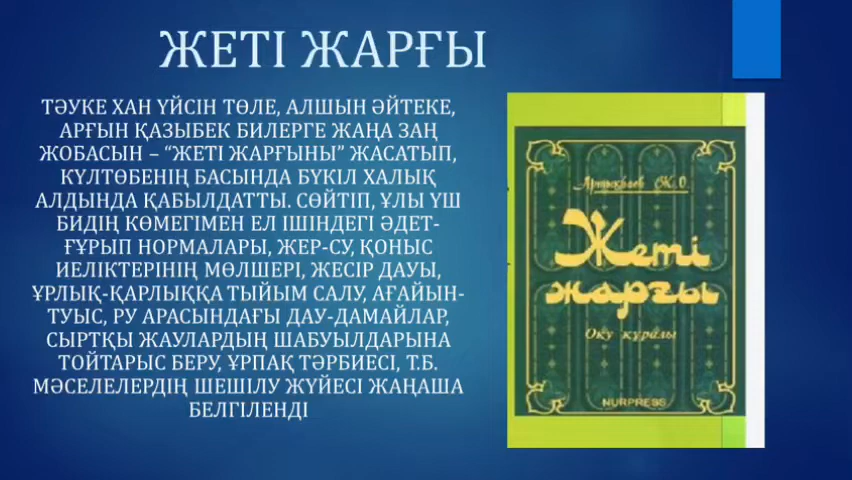 ЖЕТІ ЖАРҒЫ
ТӘУКЕ ХАН ҮЙСІН ТӨЛЕ, АЛШЫН ӘЙТЕКЕ,
АРҒЫН ҚАЗЫБЕК БИЛЕРГЕ ЖАҢА ЗАҢ
ЖОБАСЫН – “ЖЕТІ ЖАРҒЫНЫ” ЖАСАТЫП,
КҮЛТӨБЕНІҢ БАСЫНДА БҮКІЛ ХАЛЫҚ
АЛДЫНДА ҚАБЫЛДАТТЫ. СӨЙТІП, ҰЛЫ ҮШ
БИДІҢ КӨМЕГІМЕН ЕЛ ІШІНДЕГІ ӘДЕТ-
ҒҰРЫП НОРМАЛАРЫ, ЖЕР-СУ, ҚОНЫС
ИЕЛІКТЕРІНІҢ МӨЛШЕРІ, ЖЕСІР ДАУЫ,
ҰРЛЫҚ-ҚАРЛЫҚҚА ТЫЙЫМ САЛУ, АҒАЙЫН-
ТУЫС, РУ АРАСЫНДАҒЫ ДАУ-ДАМАЙЛАР,
СЫРТҚЫ ЖАУЛАРДЫҢ ШАБУЫЛДАРЫНА
ТОЙТАРЫС БЕРУ, ҰРПАҚ ТӘРБИЕСІ, Т.Б.
МӘСЕЛЕЛЕРДІҢ ШЕШІЛУ ЖҮЙЕСІ ЖАҢАША
БЕЛГІЛЕНДІ
Артықбаев Ж.О.
Жеті
жарғы
Оқу құралы
NURPRESS